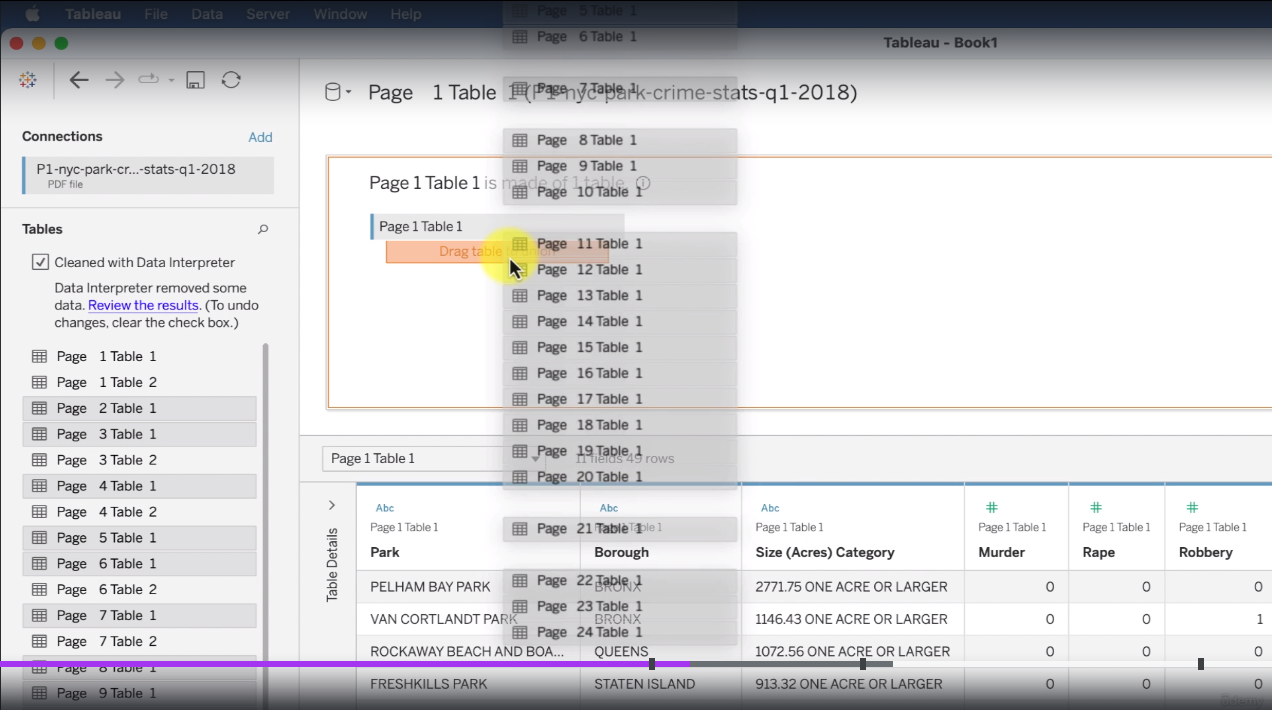 Tableau File Data Server Window Help
Tableau - Book1
Page 1 Table 1 (P1-nyc-park-crime-stats-q1-2018)
Connections Add
P1-nyc-park-cr...-stats-q1-2018
PDF file
Tables
Cleaned with Data Interpreter
Data Interpreter removed some
data. Review the results. (To undo
changes, clear the check box.)
Page 1 Table 1
Page 1 Table 2
Page 2 Table 1
Page 3 Table 1
Page 3 Table 2
Page 4 Table 1
Page 4 Table 2
Page 5 Table 1
Page 6 Table 1
Page 6 Table 2
Page 7 Table 1
Page 7 Table 2
Page 8 Table 1
Page 9 Table 1
Page 1 Table 1 is made of 1 table.
Page 1 Table 1
Drag table to union
Page 5 Table 1
Page 6 Table 1
Page 7 Table 1
Page 8 Table 1
Page 9 Table 1
Page 10 Table 1
Page 11 Table 1
Page 12 Table 1
Page 13 Table 1
Page 14 Table 1
Page 15 Table 1
Page 16 Table 1
Page 17 Table 1
Page 18 Table 1
Page 19 Table 1
Page 20 Table 1
Page 21 Table 1
Page 22 Table 1
Page 23 Table 1
Page 24 Table 1
Page 1 Table 1 11 fields 49 rows
Table Details
Abc Abc Abc # # #
Page 1 Table 1 Page 1 Table 1 Page 1 Table 1 Page 1 Table 1 Page 1 Table 1 Page 1 Table 1
Park Borough Size (Acres) Category Murder Rape Robbery
PELHAM BAY PARK BRONX 2771.75 ONE ACRE OR LARGER 0 0 0
VAN CORTLANDT PARK BRONX 1146.43 ONE ACRE OR LARGER 0 0 1
ROCKAWAY BEACH AND BOA... QUEENS 1072.56 ONE ACRE OR LARGER 0 0 0
FRESHKILLS PARK STATEN ISLAND 913.32 ONE ACRE OR LARGER 0 0 0